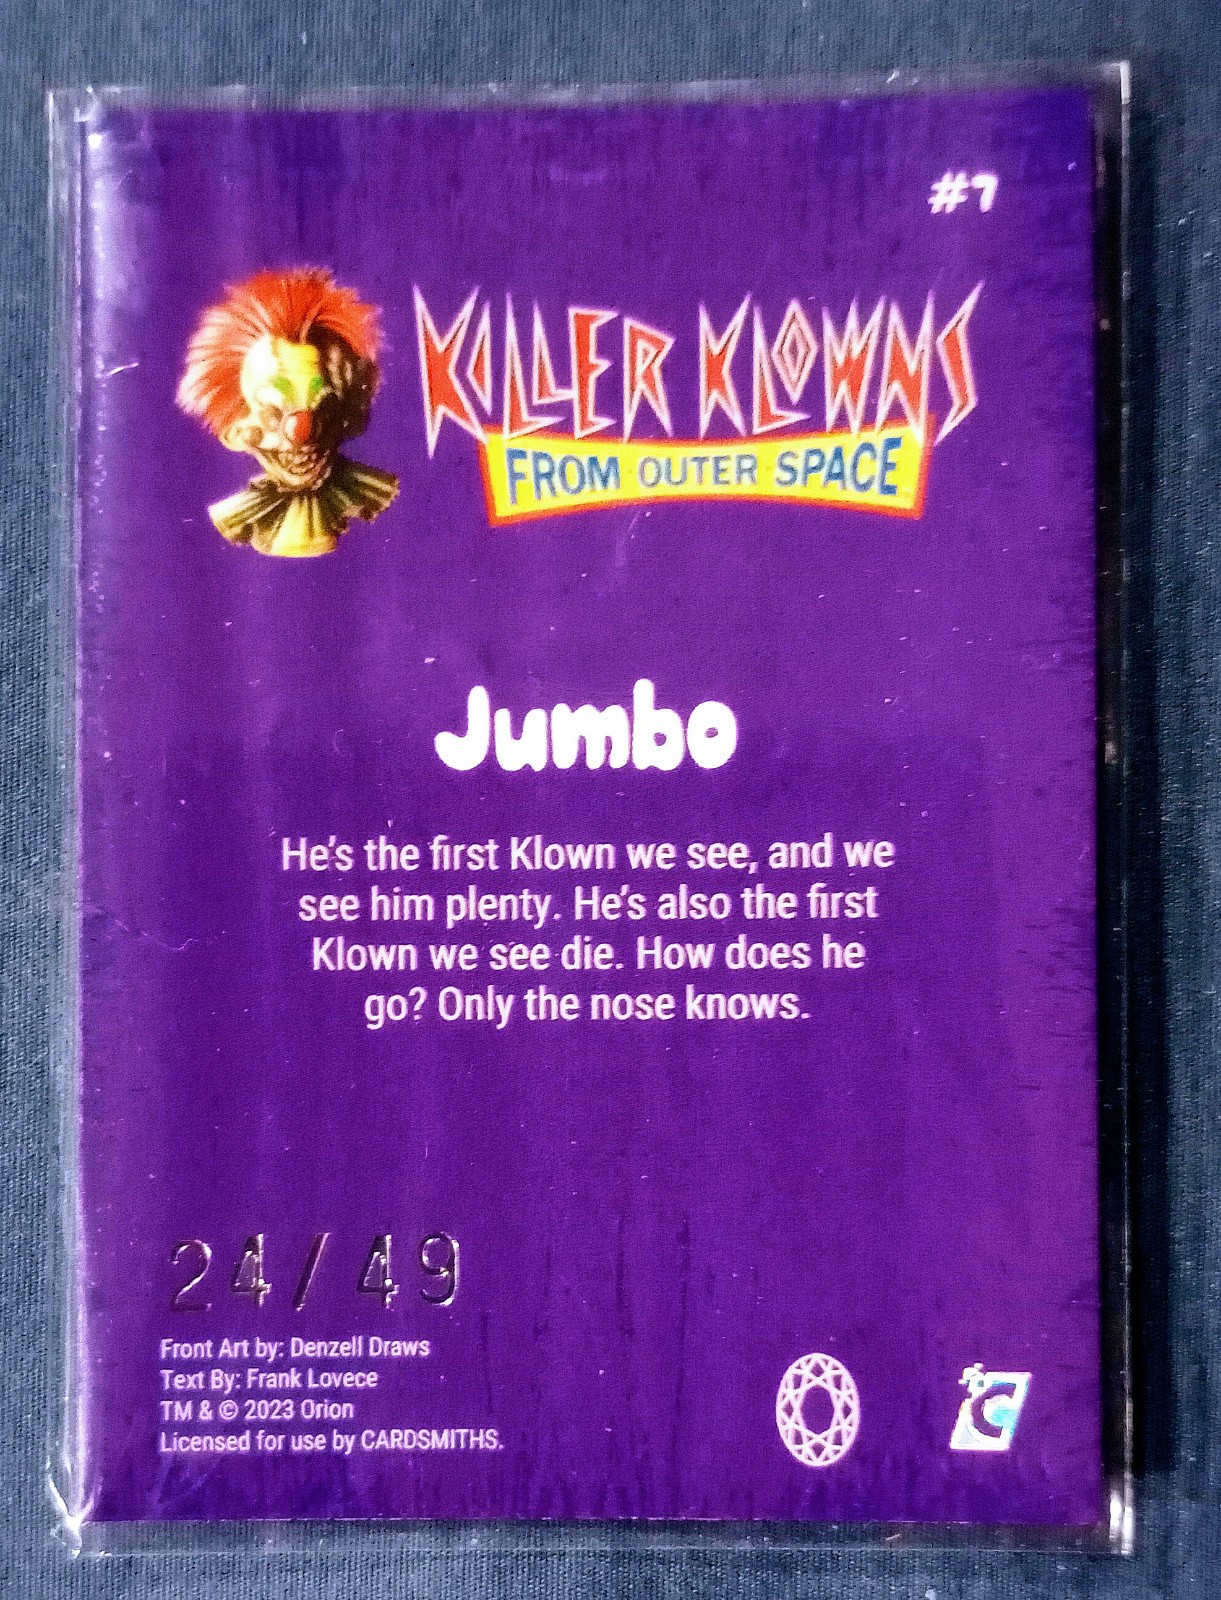 #7
KILLER KLOWNS
FROM OUTER SPACE
Jumbo
He's the first Klown we see, and we
see him plenty. He's also the first
Klown we see die. How does he
go? Only the nose knows.
24/49
Front Art by: Denzell Draws
Text By: Frank Lovece
TM & © 2023 Orion
Licensed for use by CARDSMITHS.
C